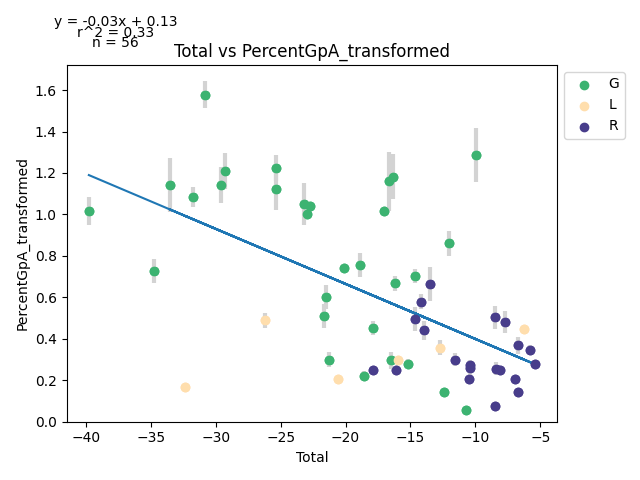 y = -0.03x + 0.13
r^2 = 0.33
n = 56
Total vs PercentGpA_transformed
PercentGpA_transformed
1.6
1.4
1.2
1.0
0.8
0.6
0.4
0.2
0.0
−40
−35
−30
−25
−20
−15
−10
−5
Total
G
L
R